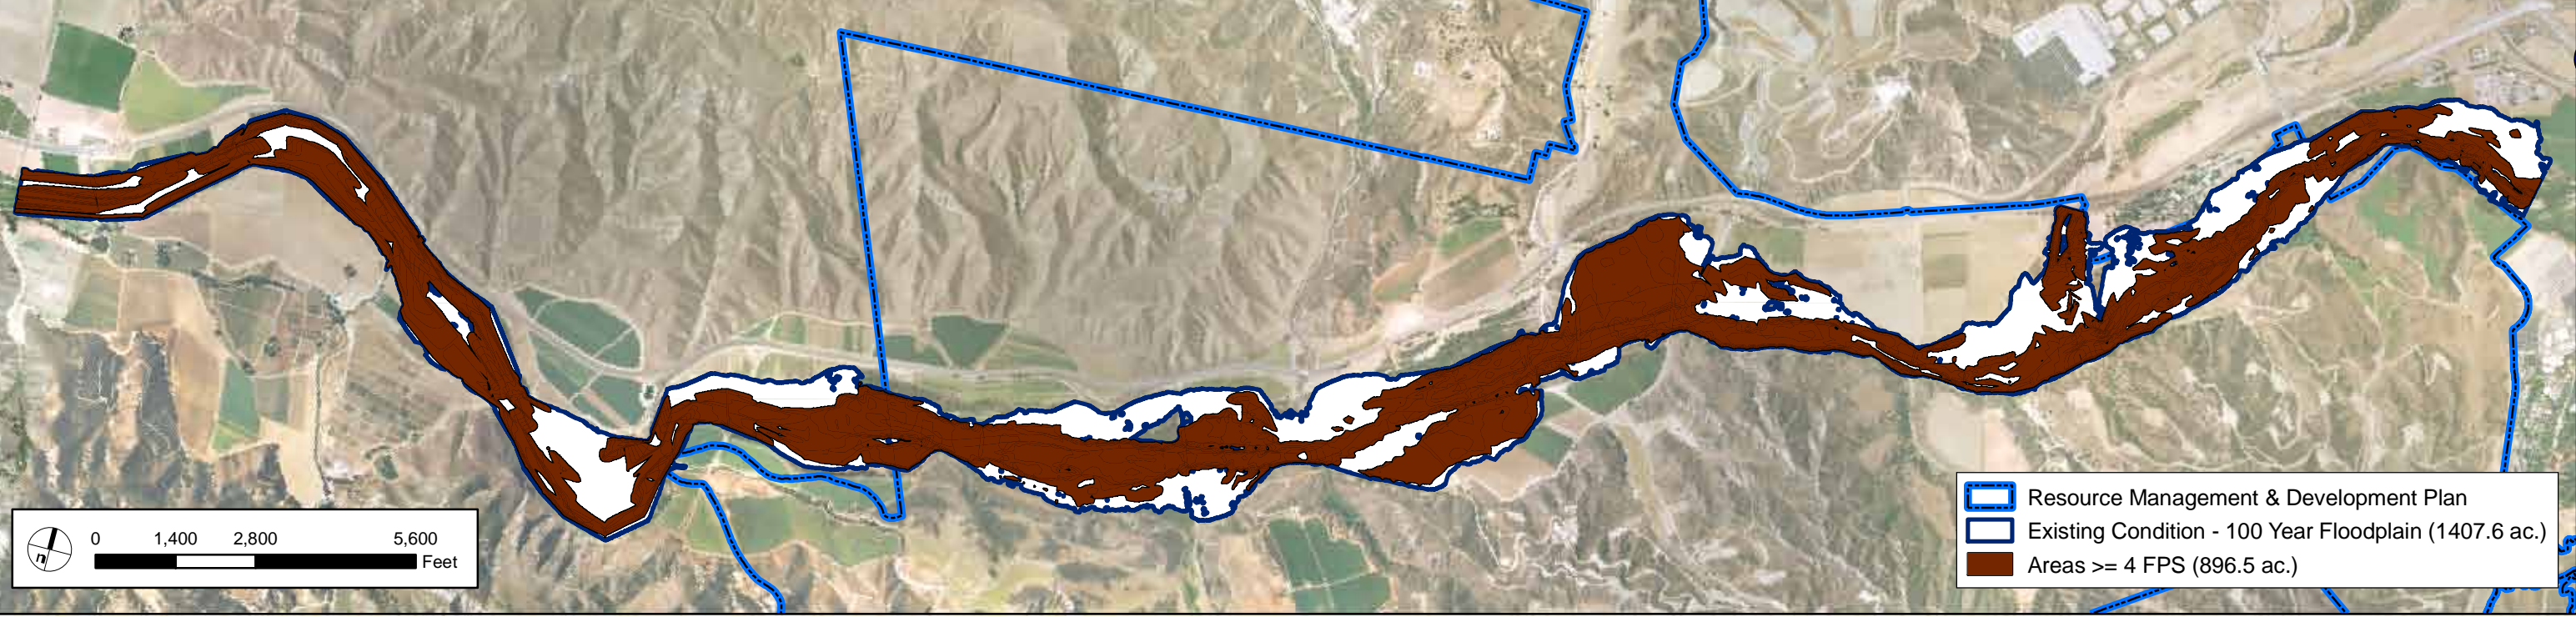 n
0 1,400 2,800 5,600
Feet
Resource Management & Development Plan
Existing Condition - 100 Year Floodplain (1407.6 ac.)
Areas >= 4 FPS (896.5 ac.)